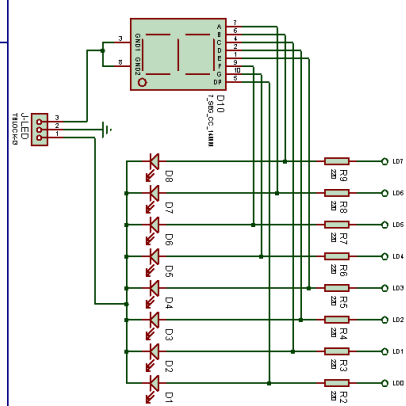 3 GND1 A 7
B 6
C 4
D 2
E 1
F 9
8 GND2 G 10
DP 5
D10
7_SEG_CC_14MM
J-LED
3
2
1
D8 R9 220 LD7
D7 R8 220 LD6
D6 R7 220 LD5
D5 R6 220 LD4
D4 R5 220 LD3
D3 R4 220 LD2
D2 R3 220 LD1
D1 R2 220 LD0